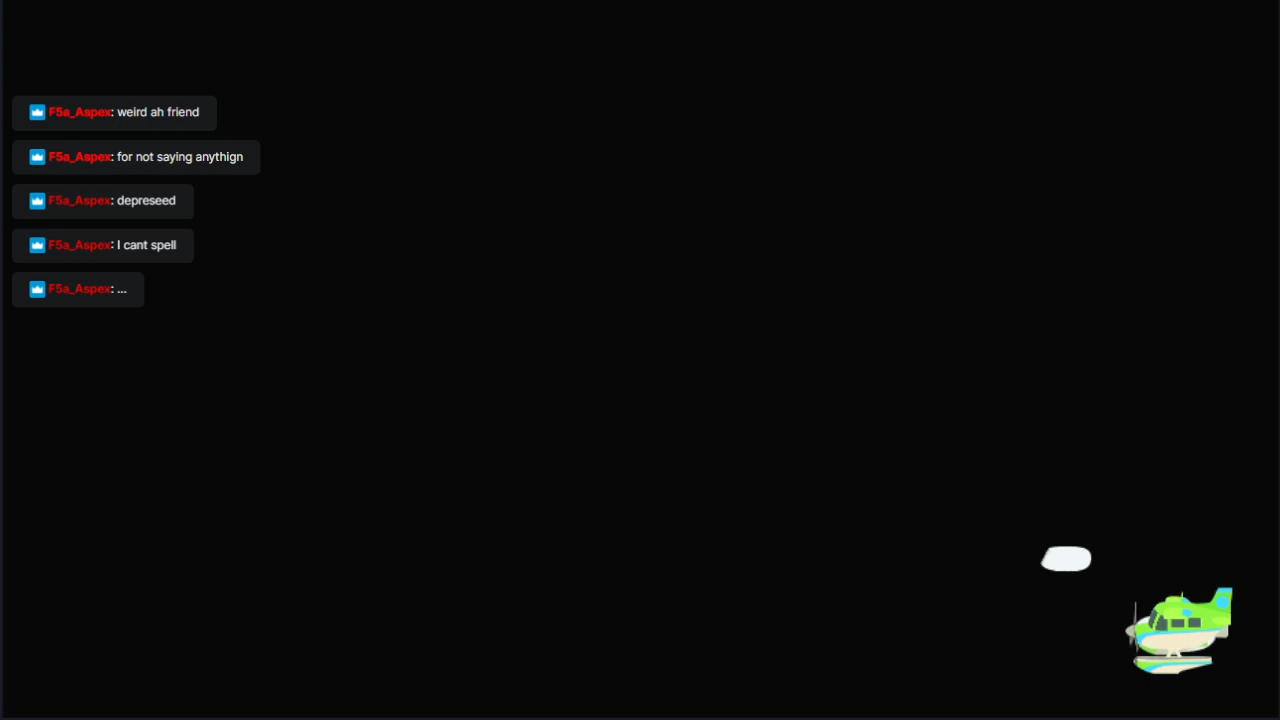 F5a_Aspex: weird ah friend
F5a_Aspex: for not saying anythign
F5a_Aspex: depreseed
F5a_Aspex: I cant spell
F5a_Aspex: ...